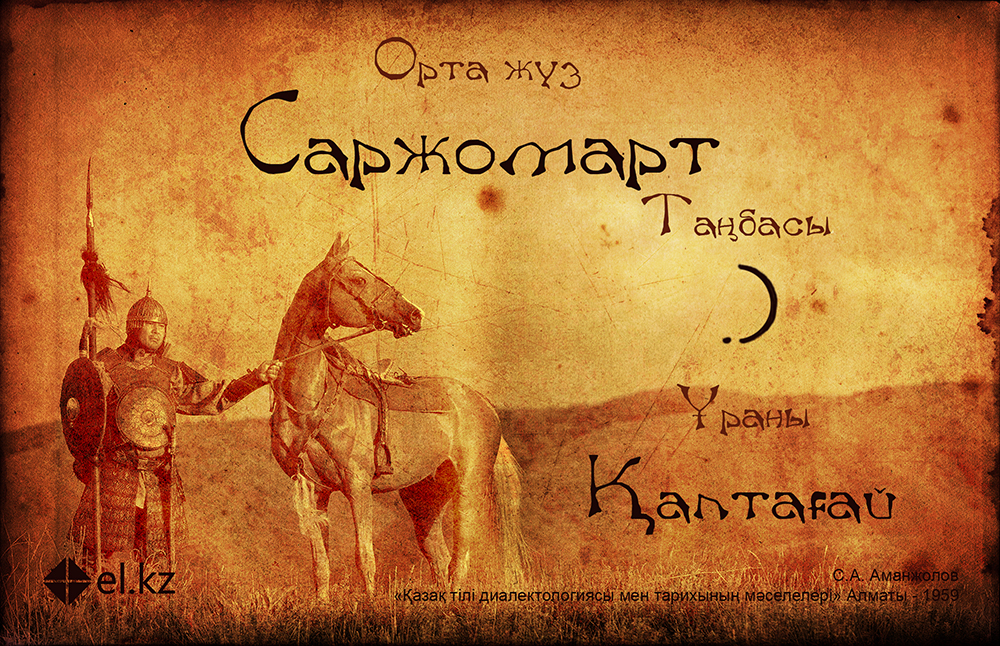 Орта жүз
Саржомарт
Таңбасы
Ұраны
Қаптағай
el.kz
С.А. Аманжолов
«Қазақ тілі диалектологиясы мен тарихының мәселелері» Алматы - 1959